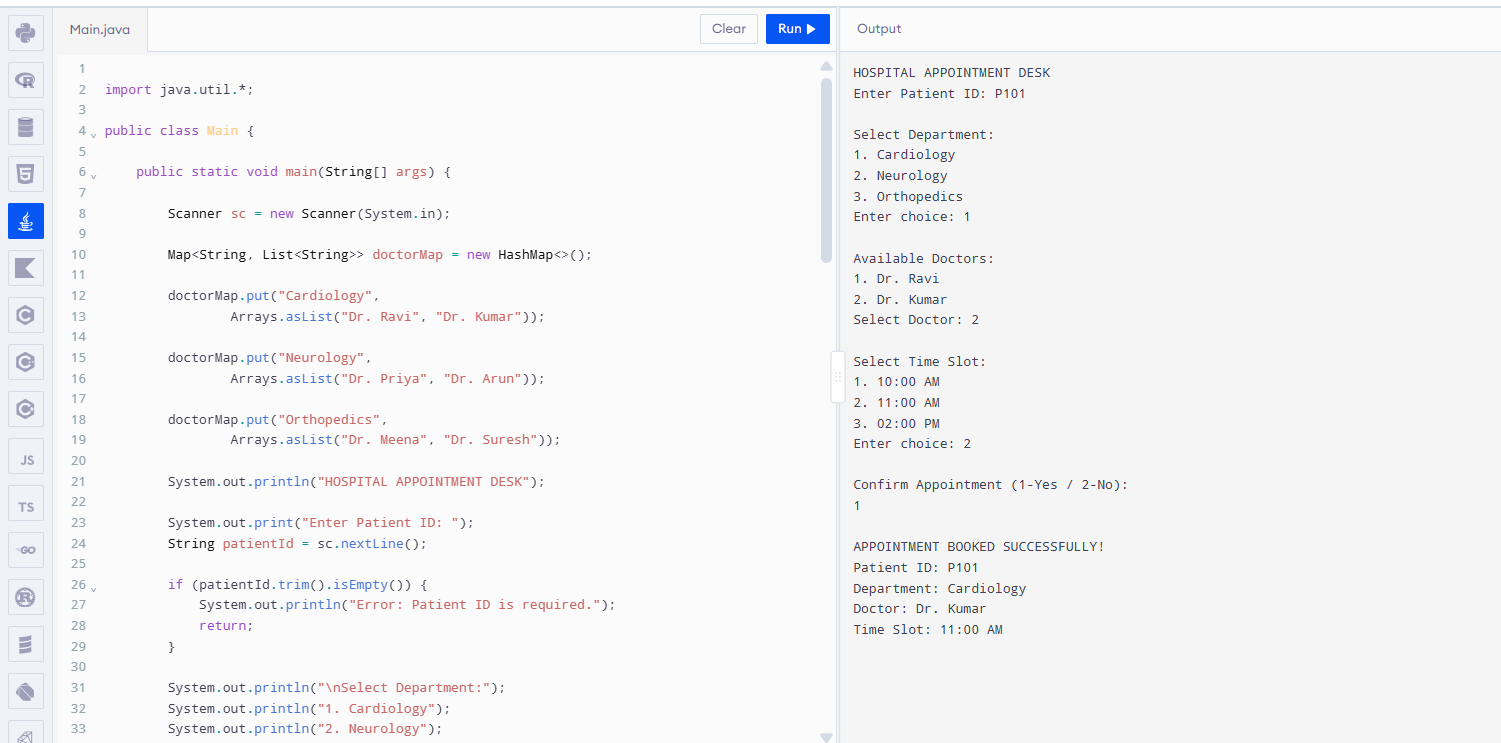 Main.java
Clear
Run
Output
1
2 import java.util.*;
3
4 public class Main {
5
6     public static void main(String[] args) {
7
8         Scanner sc = new Scanner(System.in);
9
10         Map<String, List<String>> doctorMap = new HashMap<>();
11
12         doctorMap.put("Cardiology",
13                 Arrays.asList("Dr. Ravi", "Dr. Kumar"));
14
15         doctorMap.put("Neurology",
16                 Arrays.asList("Dr. Priya", "Dr. Arun"));
17
18         doctorMap.put("Orthopedics",
19                 Arrays.asList("Dr. Meena", "Dr. Suresh"));
20
21         System.out.println("HOSPITAL APPOINTMENT DESK");
22
23         System.out.print("Enter Patient ID: ");
24         String patientId = sc.nextLine();
25
26         if (patientId.trim().isEmpty()) {
27             System.out.println("Error: Patient ID is required.");
28             return;
29         }
30
31         System.out.println("\nSelect Department:");
32         System.out.println("1. Cardiology");
33         System.out.println("2. Neurology");
JS
TS
GO
HOSPITAL APPOINTMENT DESK
Enter Patient ID: P101
Select Department:
1. Cardiology
2. Neurology
3. Orthopedics
Enter choice: 1
Available Doctors:
1. Dr. Ravi
2. Dr. Kumar
Select Doctor: 2
Select Time Slot:
1. 10:00 AM
2. 11:00 AM
3. 02:00 PM
Enter choice: 2
Confirm Appointment (1-Yes / 2-No):
1
APPOINTMENT BOOKED SUCCESSFULLY!
Patient ID: P101
Department: Cardiology
Doctor: Dr. Kumar
Time Slot: 11:00 AM